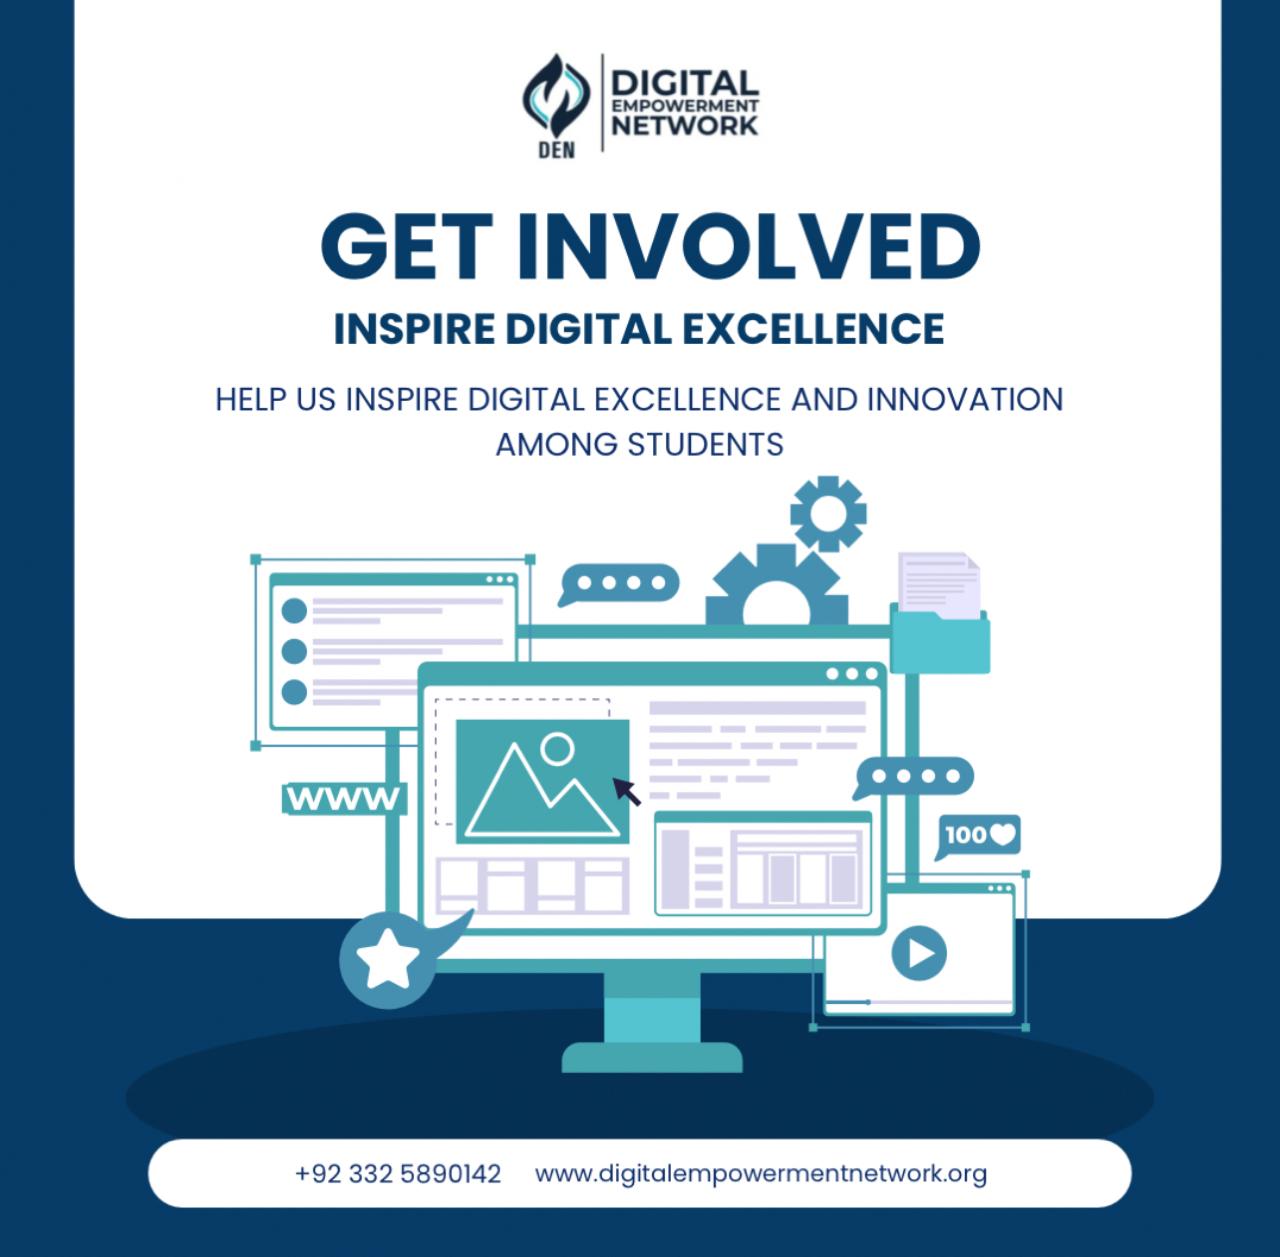 DIGITAL
EMPOWERMENT
NETWORK
DEN
GET INVOLVED
INSPIRE DIGITAL EXCELLENCE
HELP US INSPIRE DIGITAL EXCELLENCE AND INNOVATION
AMONG STUDENTS
WWW
100
+92 332 5890142 www.digitalempowermentnetwork.org